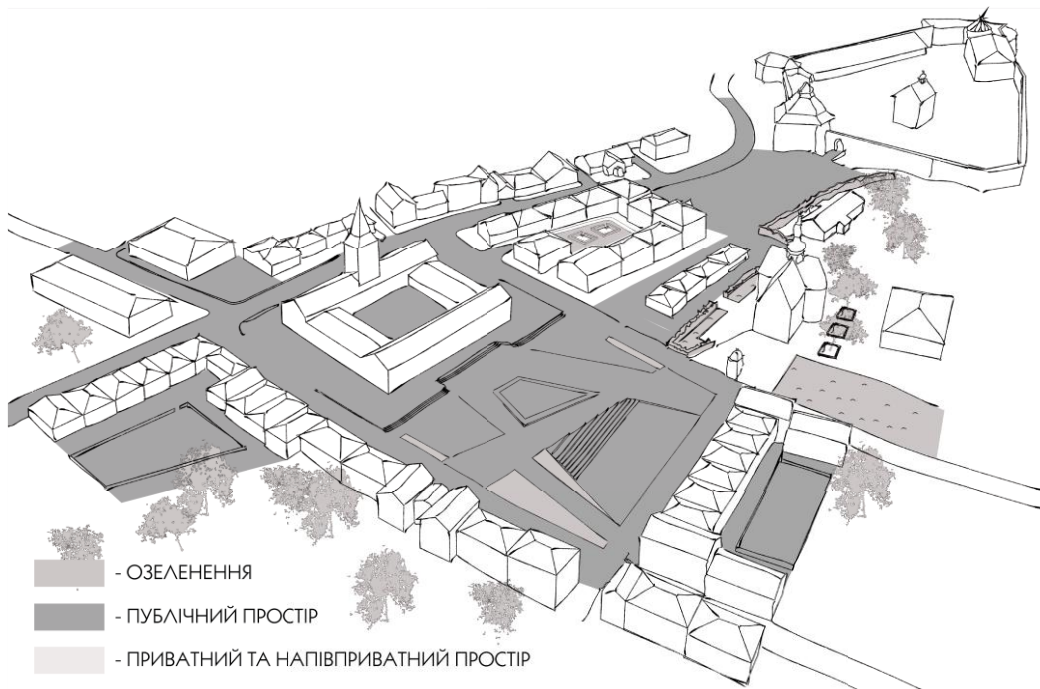 - ОЗЕЛЕНЕННЯ
- ПУБЛІЧНИЙ ПРОСТІР
- ПРИВАТНИЙ ТА НАПІВПРИВАТНИЙ ПРОСТІР